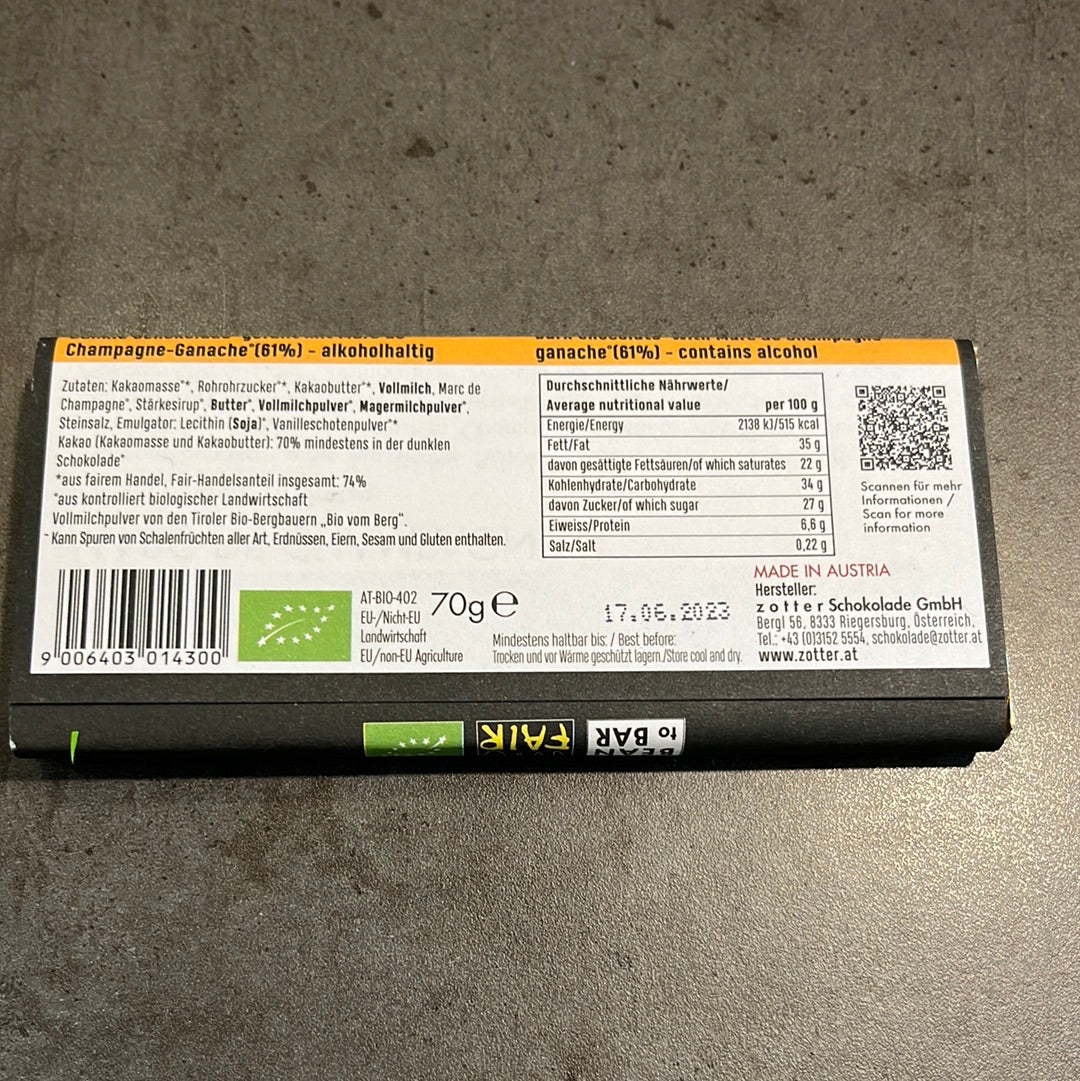 Champagne-Ganache°(61%) - alkoholhaltig
Zutaten: Kakaomasse°*, Rohrohrzucker°*, Kakaobutter°*, Vollmilch, Marc de
Champagne°, Stärkesirup°, Butter°, Vollmilchpulver°, Magermilchpulver°,
Steinsalz, Emulgator: Lecithin (Soja)°, Vanilleschotenpulver°*
Kakao (Kakaomasse und Kakaobutter): 70% mindestens in der dunklen
Schokolade°
*aus fairem Handel, Fair-Handelsanteil insgesamt: 74%
°aus kontrolliert biologischer Landwirtschaft
Vollmilchpulver von den Tiroler Bio-Bergbauern „Bio vom Berg“.
~ Kann Spuren von Schalenfrüchten aller Art, Erdnüssen, Eiern, Sesam und Gluten enthalten.
Dark chocolate° with Marc de Champagne
ganache°(61%) - contains alcohol
Durchschnittliche Nährwerte/
Average nutritional value per 100 g
Energie/Energy 2138 kJ/515 kcal
Fett/Fat 35 g
davon gesättigte Fettsäuren/of which saturates 22 g
Kohlenhydrate/Carbohydrate 34 g
davon Zucker/of which sugar 27 g
Eiweiss/Protein 6,6 g
Salz/Salt 0,22 g
Scannen für mehr
Informationen /
Scan for more
information
9 006403 014300
AT-BIO-402
EU-/Nicht-EU
Landwirtschaft
EU/non-EU Agriculture
70g e
17.06.2023
Mindestens haltbar bis: / Best before:
Trocken und vor Wärme geschützt lagern./Store cool and dry.
MADE IN AUSTRIA
Hersteller:
zotter Schokolade GmbH
Bergl 56, 8333 Riegersburg, Österreich,
Tel.: +43 (0)3152 5554, schokolade@zotter.at
www.zotter.at
FAIR
BEAN
to BAR